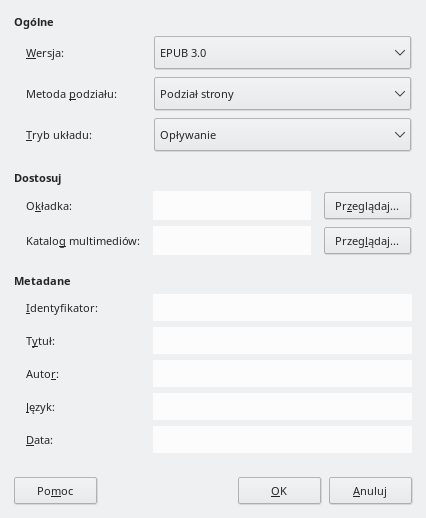 Ogólne
Wersja: EPUB 3.0
Metoda podziału: Podział strony
Tryb układu: Opływanie
Dostosuj
Okładka: Przeglądaj...
Katalog multimediów: Przeglądaj...
Metadane
Identyfikator:
Tytuł:
Autor:
Język:
Data:
Pomoc OK Anuluj